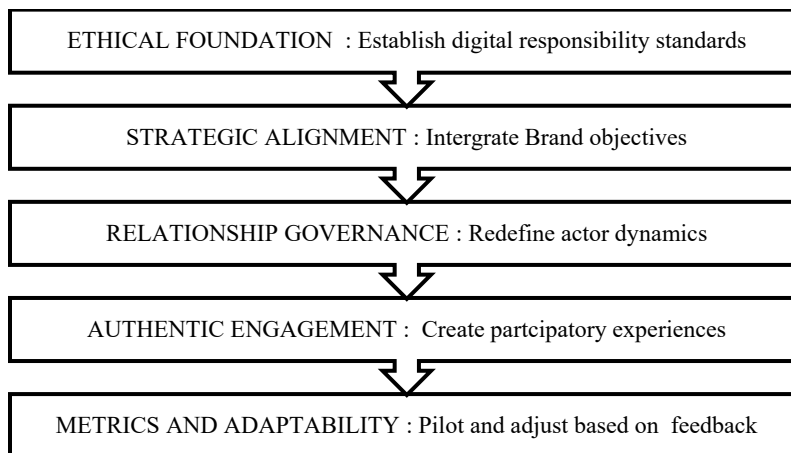 ETHICAL FOUNDATION : Establish digital responsibility standards
STRATEGIC ALIGNMENT : Intergrate Brand objectives
RELATIONSHIP GOVERNANCE : Redefine actor dynamics
AUTHENTIC ENGAGEMENT : Create partcipatory experiences
METRICS AND ADAPTABILITY : Pilot and adjust based on feedback